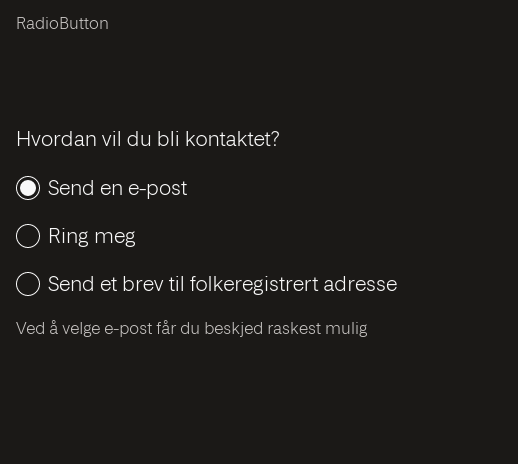 RadioButton
Hvordan vil du bli kontaktet?
Send en e-post
Ring meg
Send et brev til folkeregistrert adresse
Ved å velge e-post får du beskjed raskest mulig